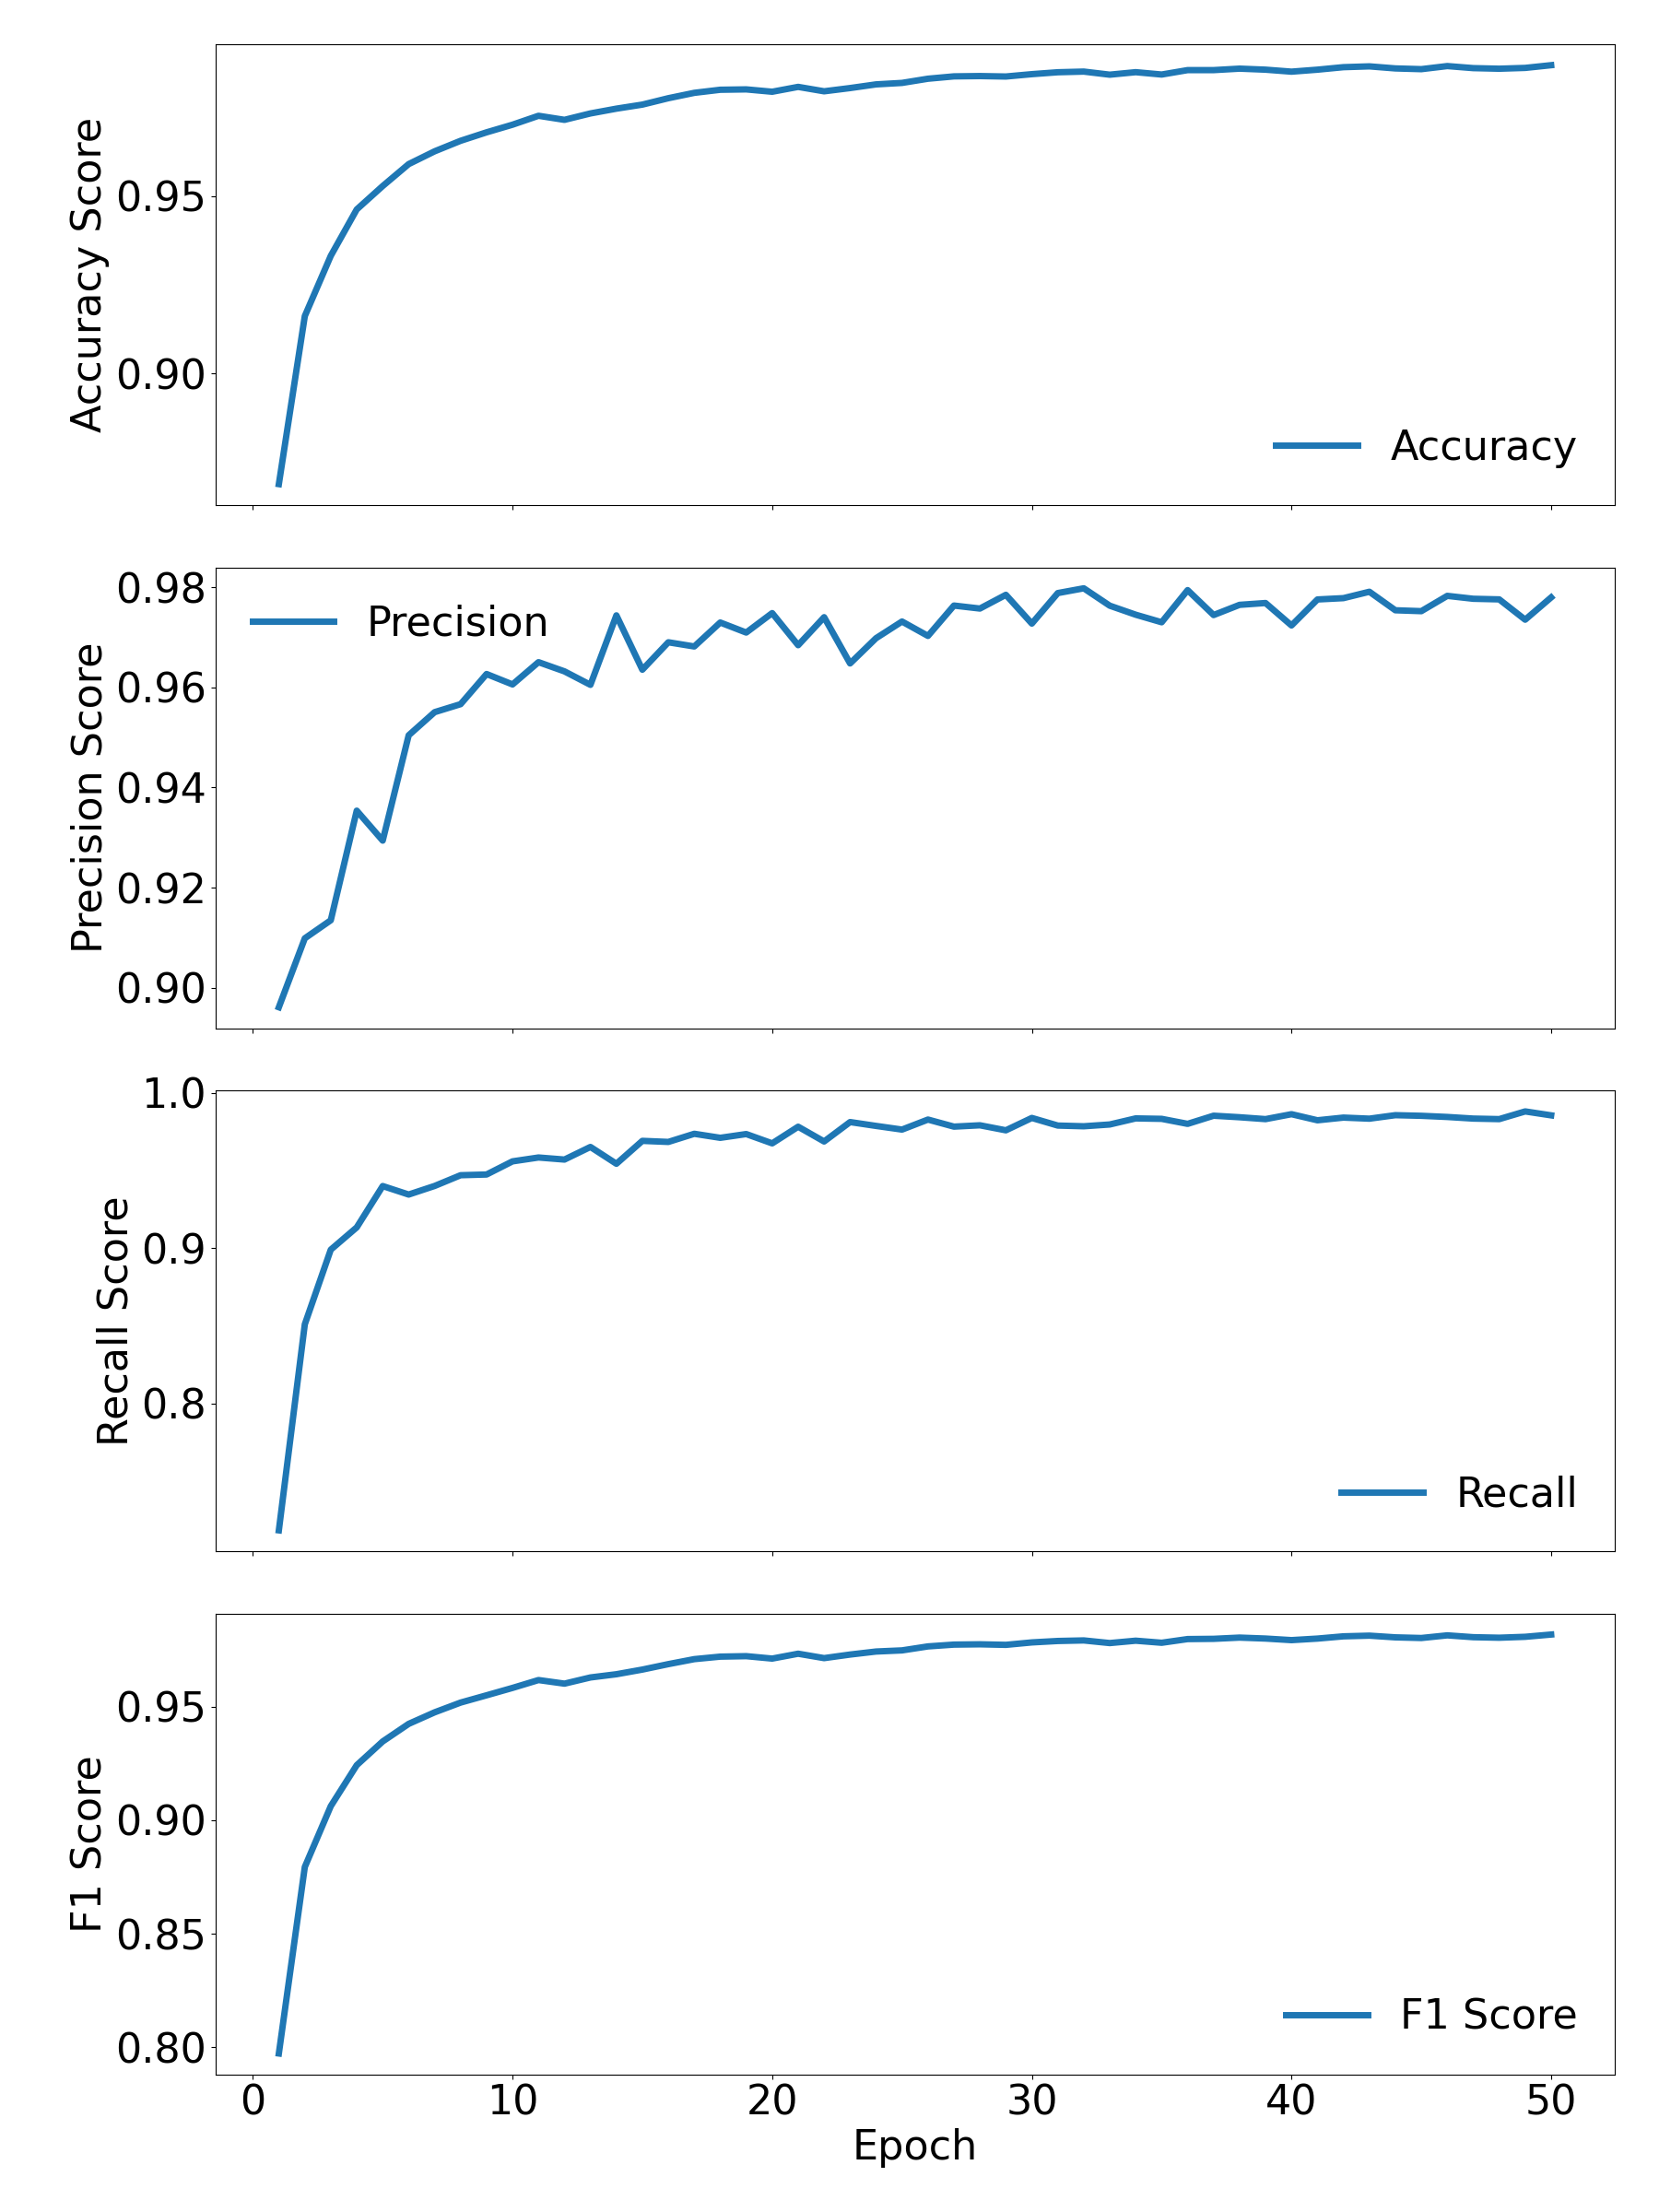 Accuracy Score
0.95
0.90
Accuracy
Precision Score
0.98
0.96
0.94
0.92
0.90
Precision
Recall Score
1.0
0.9
0.8
Recall
F1 Score
0.95
0.90
0.85
0.80
F1 Score
0 10 20 30 40 50
Epoch